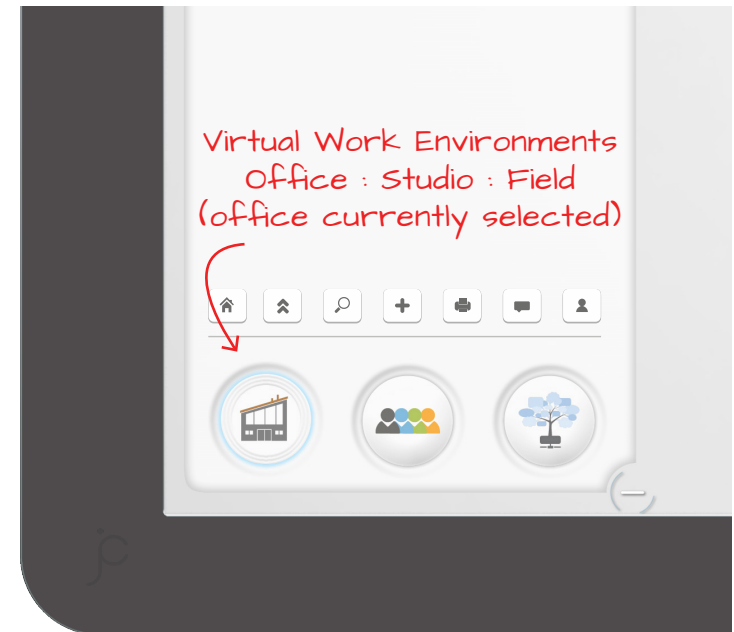 Virtual Work Environments
Office : Studio : Field
(office currently selected)